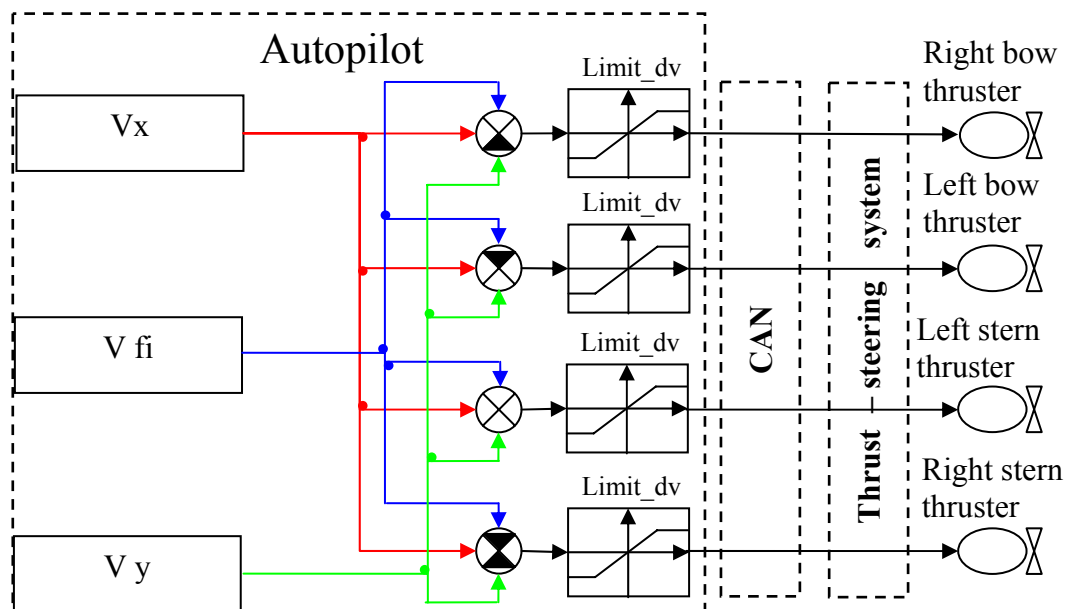 Autopilot
Vx
V fi
V y
Limit_dv
Limit_dv
Limit_dv
Limit_dv
CAN
Thrust – steering system
Right bow
thruster
Left bow
thruster
Left stern
thruster
Right stern
thruster